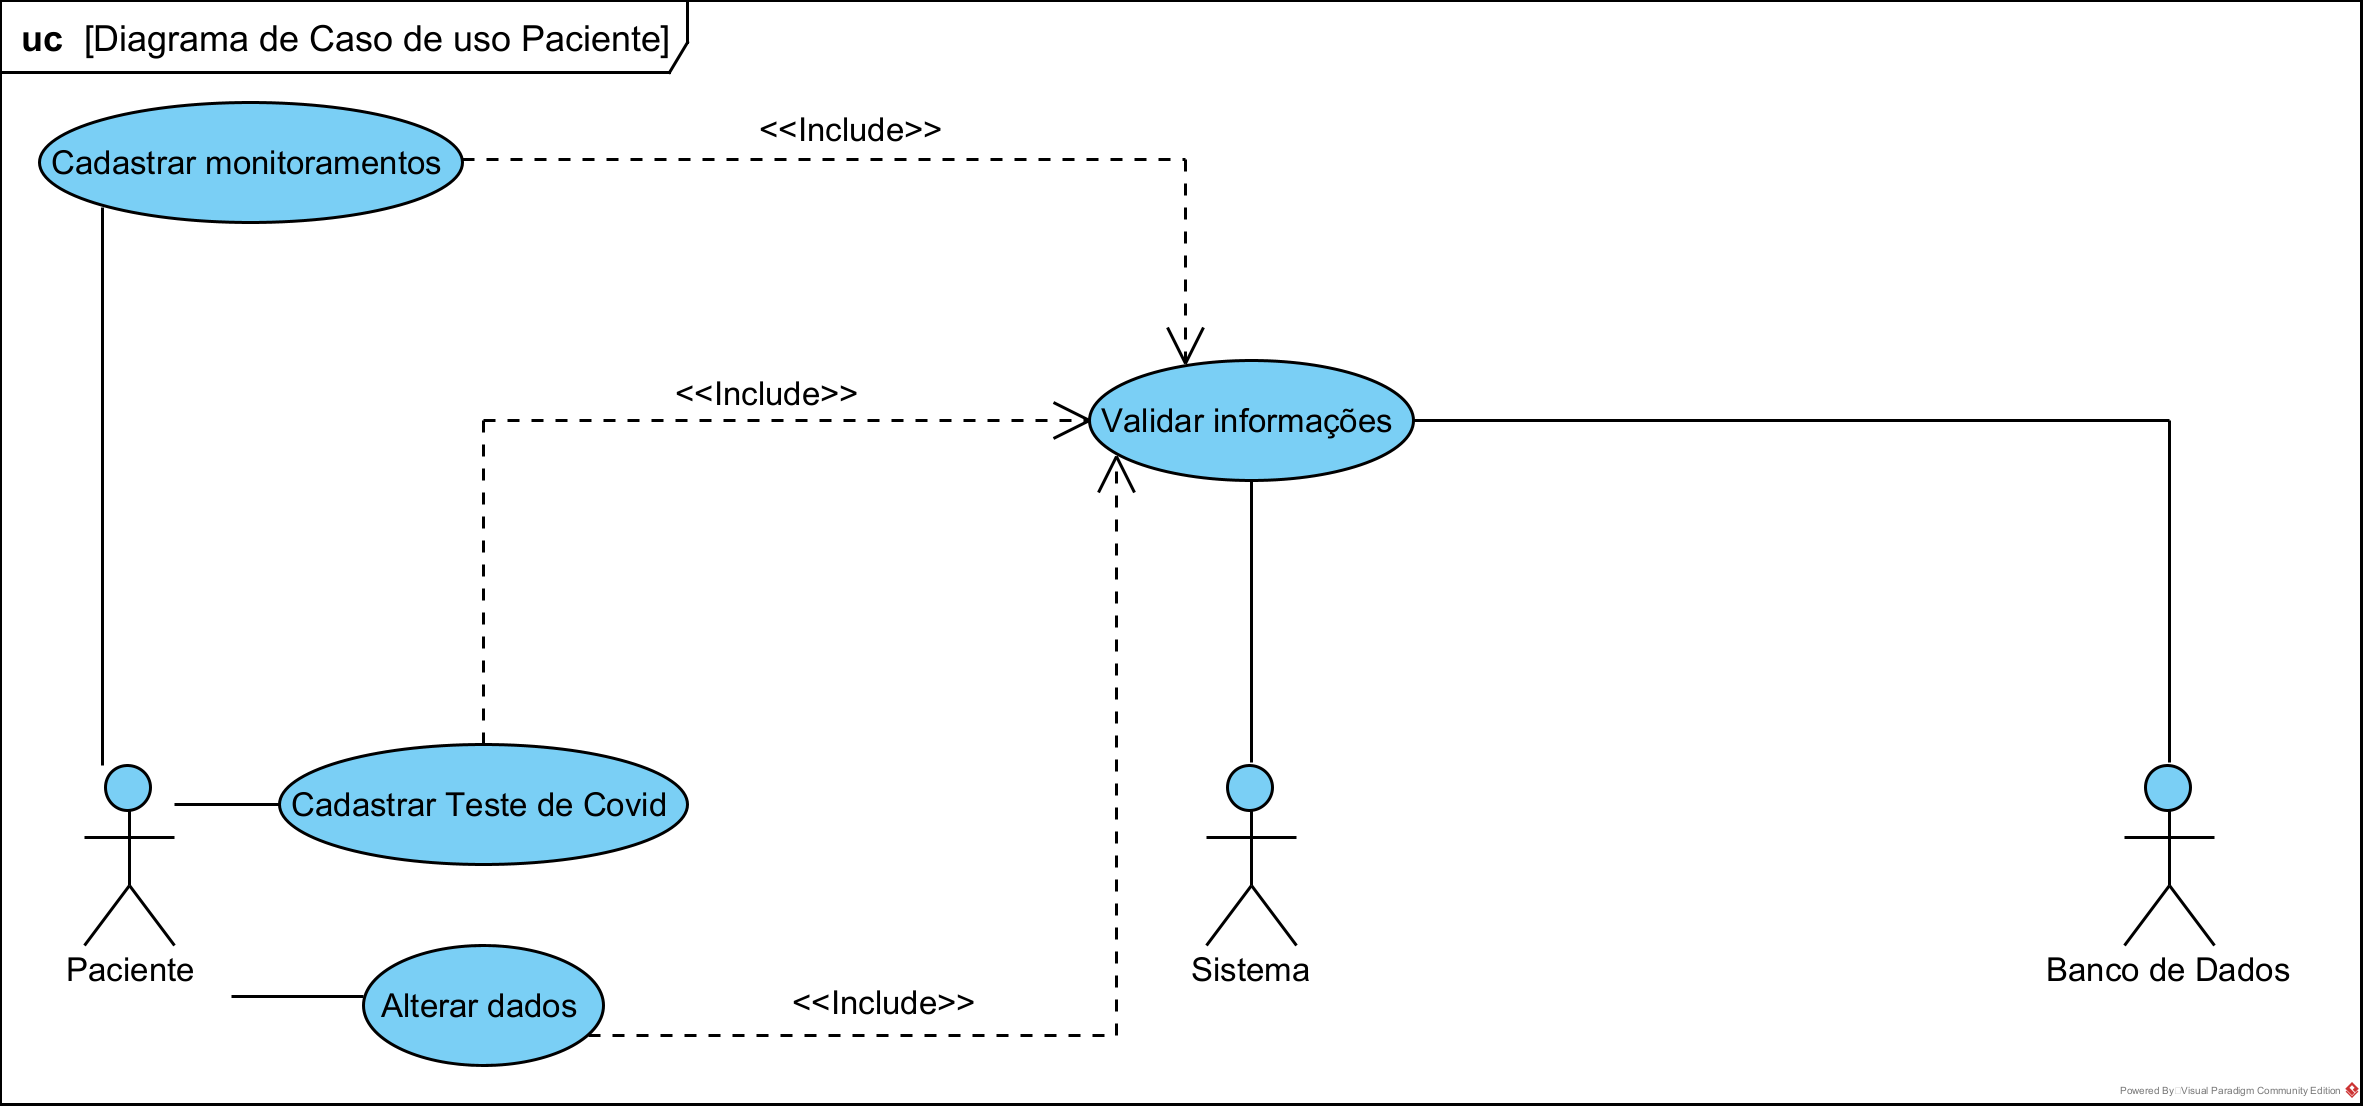 uc [Diagrama de Caso de uso Paciente]
<<Include>>
Cadastrar monitoramentos
<<Include>>
Validar informações
Cadastrar Teste de Covid
Paciente
Sistema
Banco de Dados
<<Include>>
Alterar dados
Powered By Visual Paradigm Community Edition